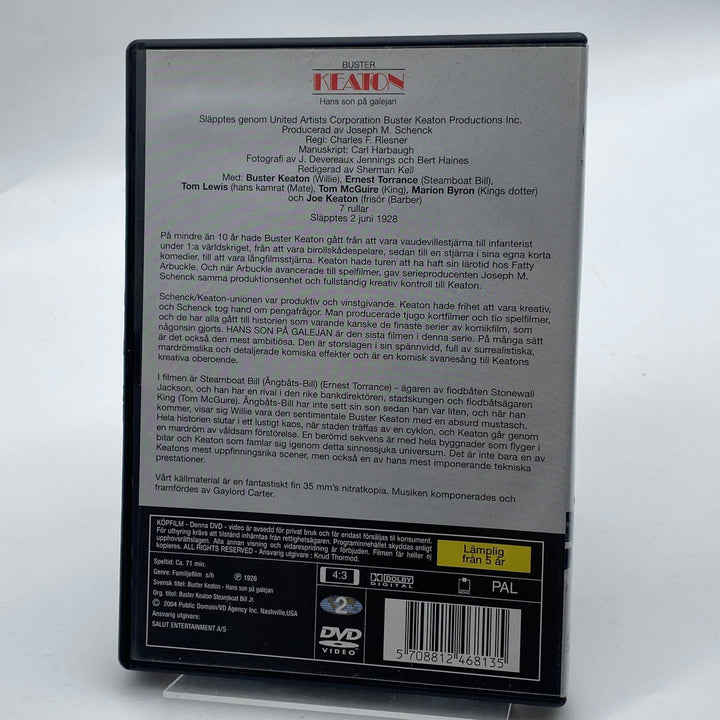 BUSTER
KEATON
Hans son på galejan
Släpptes genom United Artists Corporation Buster Keaton Productions Inc.
Producerad av Joseph M. Schenck
Regi: Charles F. Riesner
Manuskript: Carl Harbaugh
Fotografi av J. Devereaux Jennings och Bert Haines
Redigerad av Sherman Kell
Med: Buster Keaton (Willie), Ernest Torrance (Steamboat Bill),
Tom Lewis (hans kamrat (Mate), Tom McGuire (King), Marion Byron (Kings dotter)
och Joe Keaton (frisör (Barber)
7 rullar
Släpptes 2 juni 1928
På mindre än 10 år hade Buster Keaton gått från att vara vaudevillestjärna till infanterist
under 1:a världskriget, från att vara birollskådespelare, sedan till en stjärna i sina egna korta
komedier, till att vara långfilmsstjärna. Keaton hade turen att ha haft sin lärotid hos Fatty
Arbuckle. Och när Arbuckle avancerade till spelfilmer, gav serieproducenten Joseph M.
Schenck samma produktionsenhet och fullständig kreativ kontroll till Keaton.
Schenck/Keaton-unionen var produktiv och vinstgivande. Keaton hade frihet att vara kreativ,
och Schenck tog hand om pengafrågor. Man producerade tjugo kortfilmer och tio spelfilmer,
och de har alla gått till historien som varande kanske de finaste serier av komikfilm, som
någonsin gjorts. HANS SON PÅ GALEJAN är den sista filmen i denna serie. På många sätt
är det också den mest ambitiösa. Den är storslagen i sin spännvidd, full av surrealistiska,
mardrömslika och detaljerade komiska effekter och är en komisk svanesång till Keatons
kreativa oberoende.
I filmen är Steamboat Bill (Ångbåts-Bill) (Ernest Torrance) - ägaren av flodbåten Stonewall
Jackson, och han har en rival i den rike bankdirektören, stadskungen och flodbåtsägaren
King (Tom McGuire). Ångbåts-Bill har inte sett sin son sedan han var liten, och när han
kommer, visar sig Willie vara den sentimentale Buster Keaton med en absurd mustasch.
Hela historien slutar i ett lustigt kaos, när staden träffas av en cyklon, och Keaton går genom
en mardröm av våldsam förstörelse. En berömd sekvens är med hela byggnader som flyger i
bitar och Keaton som famlar sig igenom detta sinnessjuka universum. Det är inte bara en av
Keatons mest uppfinningsrika scener, men också en av hans mest imponerande tekniska
prestationer.
Vårt källmaterial är en fantastiskt fin 35 mm's nitratkopia. Musiken komponerades och
framfördes av Gaylord Carter.
KÖPFILM - Denna DVD - video är avsedd för privat bruk och får endast försäljas til konsument.
För uthyring krävs att tilstånd inhämtas från rettighetsägaren. Programinnehållet skyddas enligt
upphovsrättslagen. Annan visning och vidarespridning är förbjuden. Filmen får heller ej
kopieres. ALL RIGHTS RESERVED - Ansvarig utgivare : Knud Thormod.
Lämplig
från 5 år
Speltid: Ca. 71 min.
Genre: Familjefilm s/h ℗ 1926
Svensk titel: Buster Keaton - Hans son på galejan
Org. titel: Buster Keaton Steamboat Bill Jr.
© 2004 Public Domain/VD Agency Inc. Nashville,USA
Ansvarig utgivare:
SALUT ENTERTAINMENT A/S
4:3
DOLBY
DIGITAL
PAL
2
DVD
VIDEO
5 708812 468135